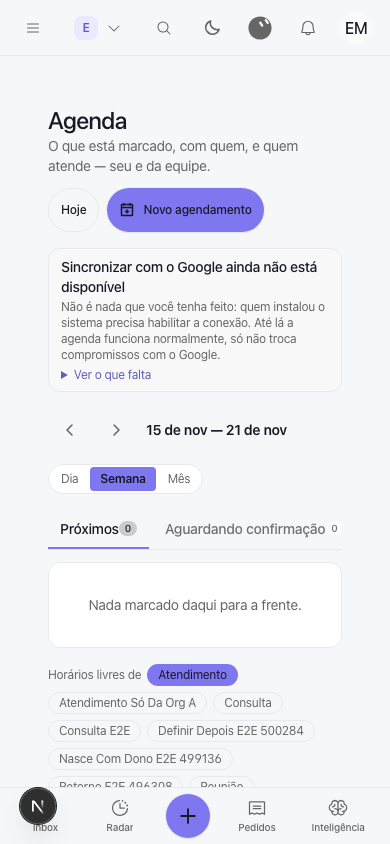 E
EM
Agenda
O que está marcado, com quem, e quem
atende — seu e da equipe.
Hoje
Novo agendamento
Sincronizar com o Google ainda não está
disponível
Não é nada que você tenha feito: quem instalou o
sistema precisa habilitar a conexão. Até lá a
agenda funciona normalmente, só não troca
compromissos com o Google.
Ver o que falta
15 de nov — 21 de nov
Dia
Semana
Mês
Próximos 0
Aguardando confirmação 0
Nada marcado daqui para a frente.
Horários livres de
Atendimento
Atendimento Só Da Org A
Consulta
Consulta E2E
Definir Depois E2E 500284
Nasce Com Dono E2E 499136
Retorno E2E 496308
Reunião
N
Inbox
Radar
Pedidos
Inteligência